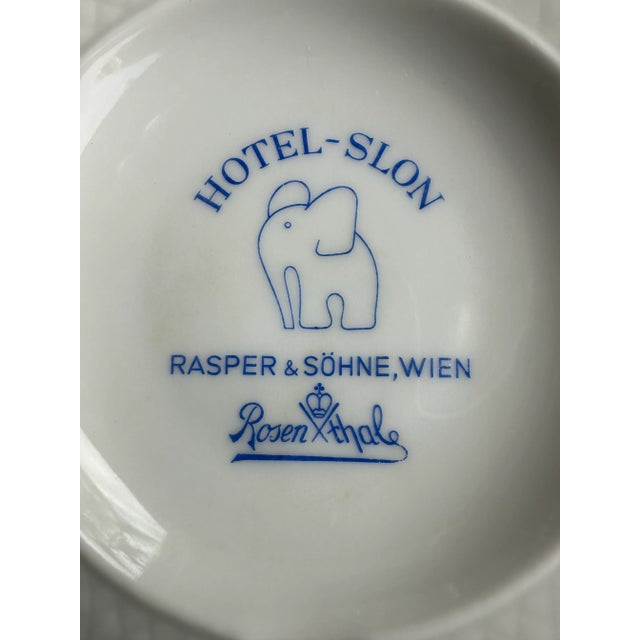 HOTEL-SLON
RASPER & SÖHNE, WIEN
Rosenthal